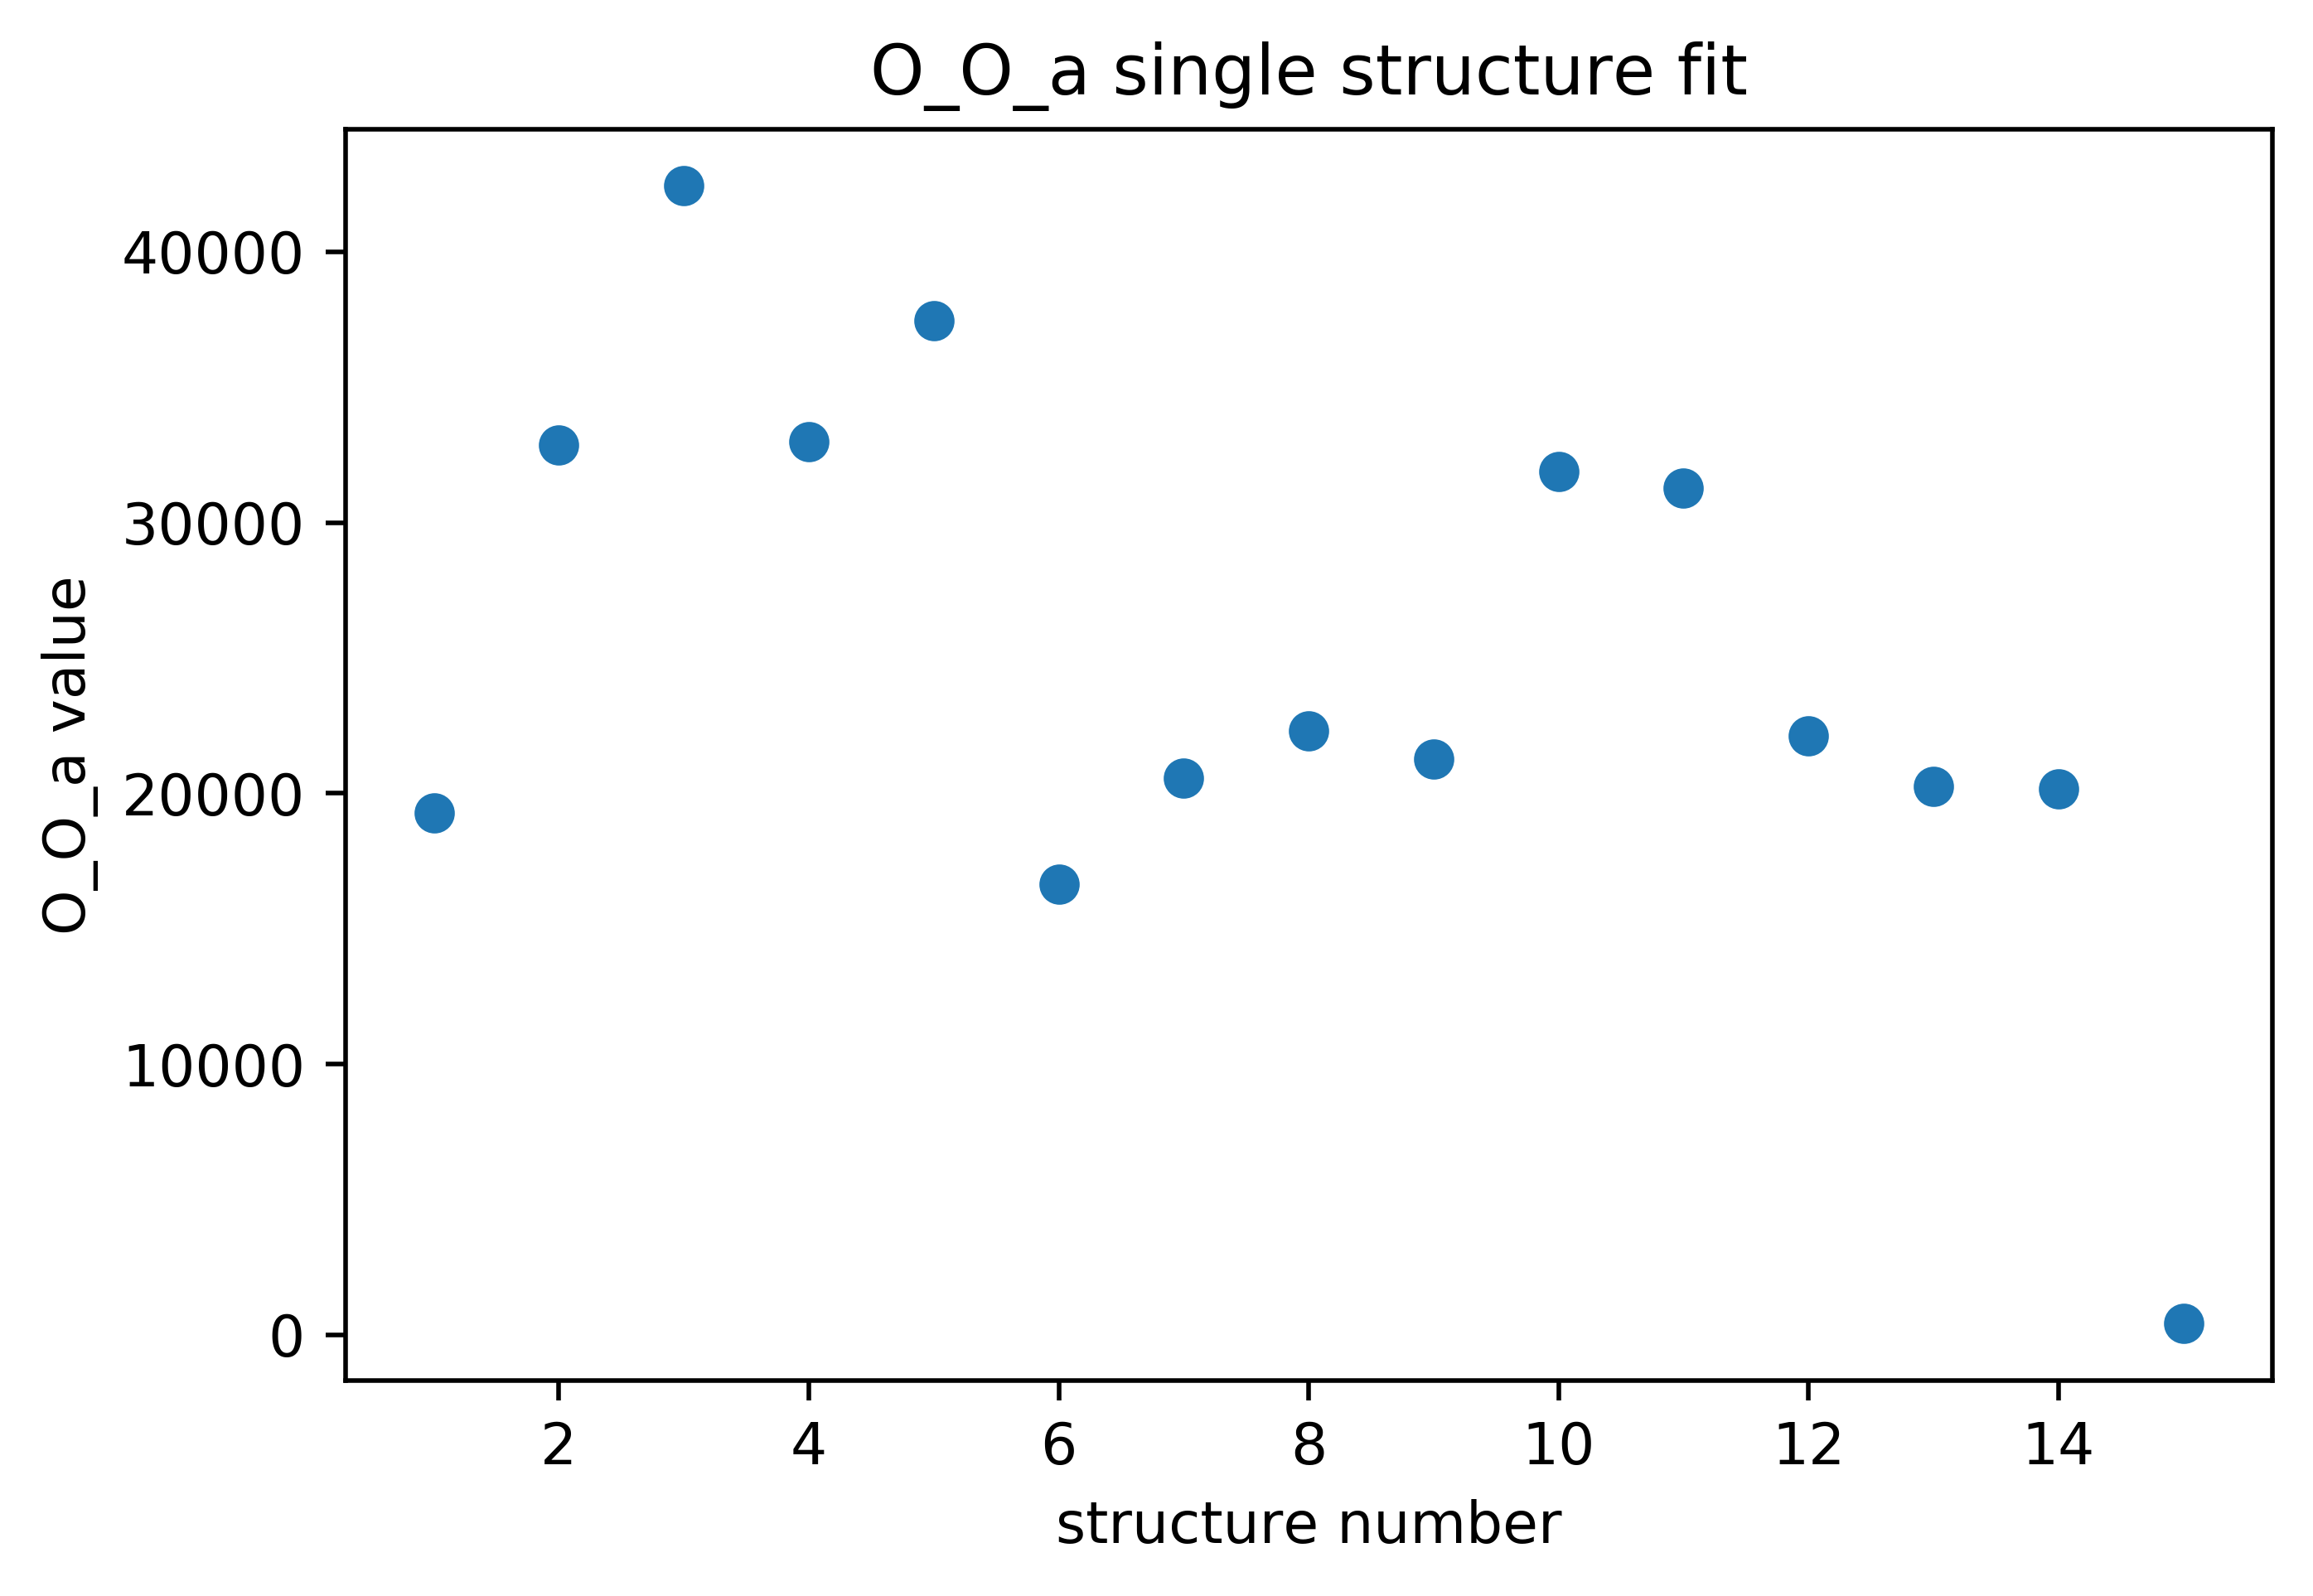 O_O_a single structure fit
O_O_a value
40000
30000
20000
10000
0
2 4 6 8 10 12 14
structure number